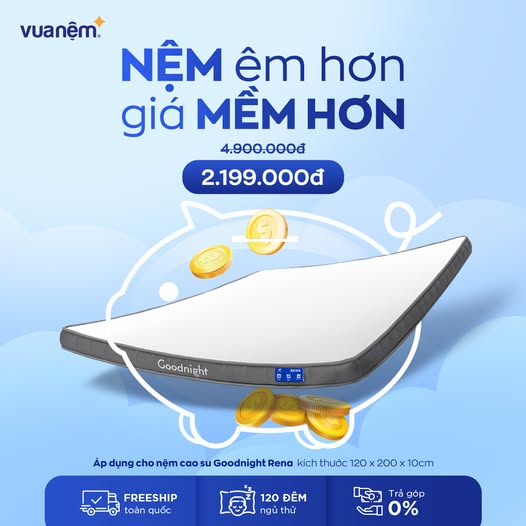 vuanệm
NỆM êm hơn
giá MỀM HƠN
4.900.000đ
2.199.000đ
Goodnight
RENA
Áp dụng cho nệm cao su Goodnight Rena kích thước 120 x 200 x 10cm
FREESHIP
toàn quốc
120 ĐÊM
ngủ thử
Trả góp
0%